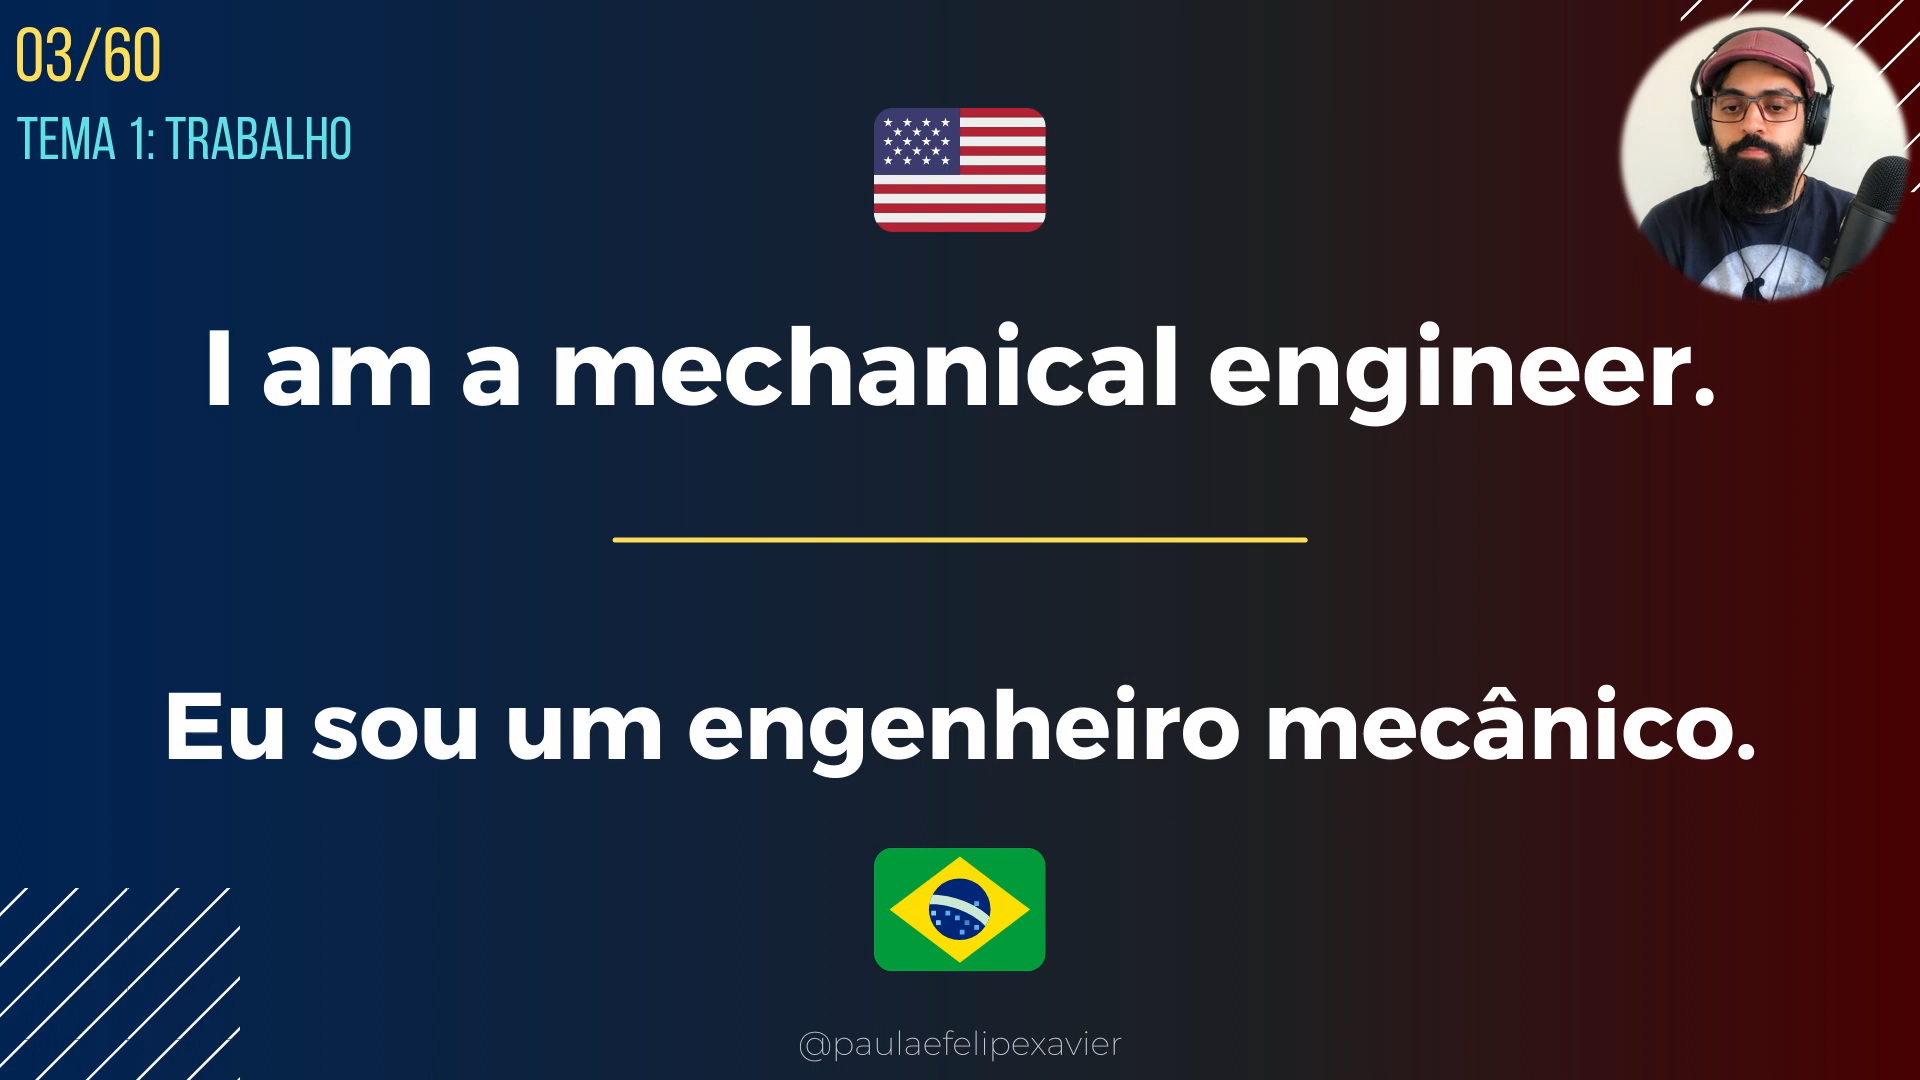 03/60
TEMA 1: TRABALHO
I am a mechanical engineer.
Eu sou um engenheiro mecânico.
@paulaefelipexavier